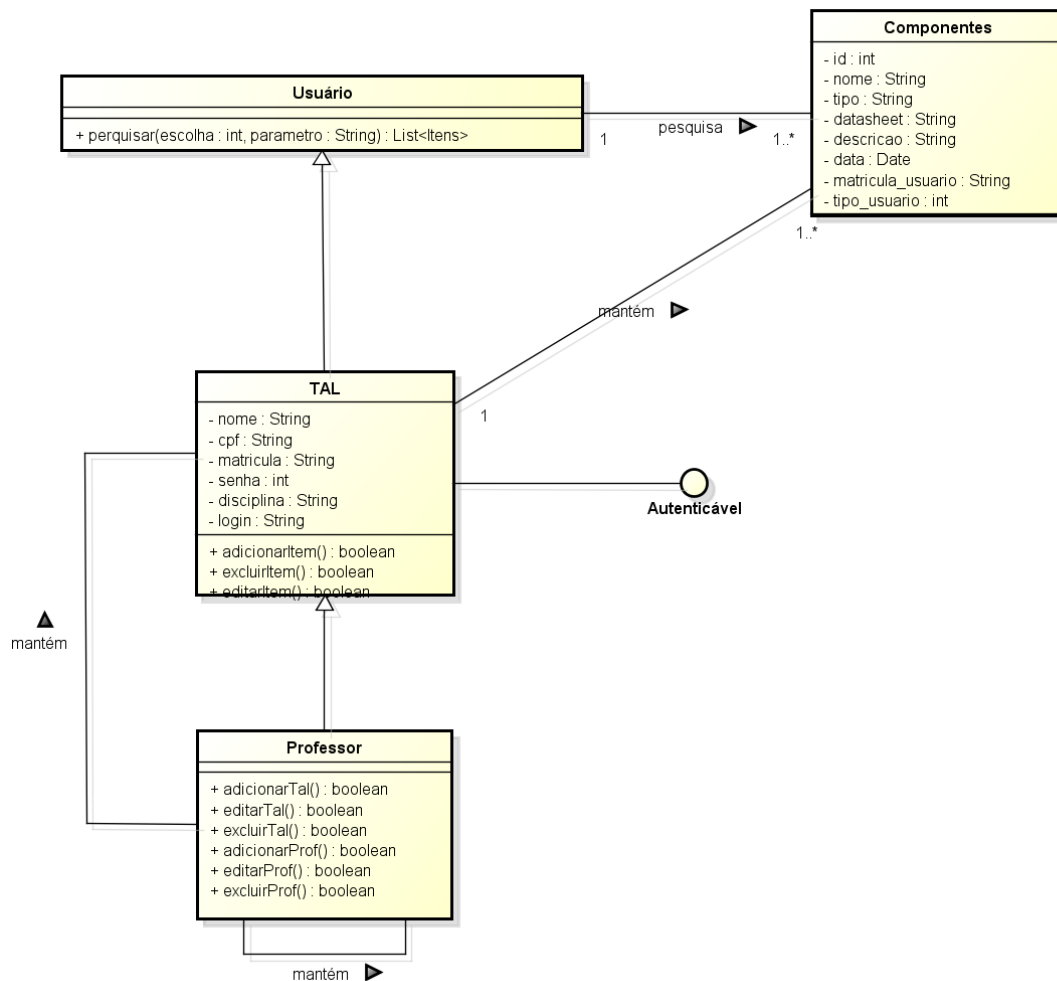 Componentes
- id : int
- nome : String
- tipo : String
- datasheet : String
- descricao : String
- data : Date
- matricula_usuario : String
- tipo_usuario : int
Usuário
+ perquisar(escolha : int, parametro : String) : List<Itens>
1
pesquisa
1..*
1..*
mantém
1
TAL
- nome : String
- cpf : String
- matricula : String
- senha : int
- disciplina : String
- login : String
+ adicionarItem() : boolean
+ excluirItem() : boolean
+ editarItem() : boolean
Autenticável
mantém
Professor
+ adicionarTal() : boolean
+ editarTal() : boolean
+ excluirTal() : boolean
+ adicionarProf() : boolean
+ editarProf() : boolean
+ excluirProf() : boolean
mantém